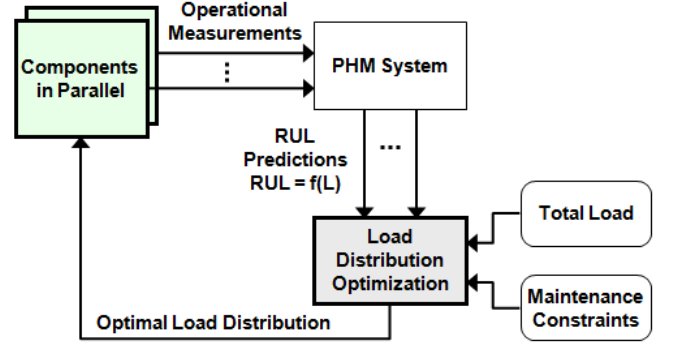 Operational
Measurements
Components
in Parallel
...
PHM System
RUL
Predictions
RUL = f(L)
...
Load
Distribution
Optimization
Total Load
Maintenance
Constraints
Optimal Load Distribution